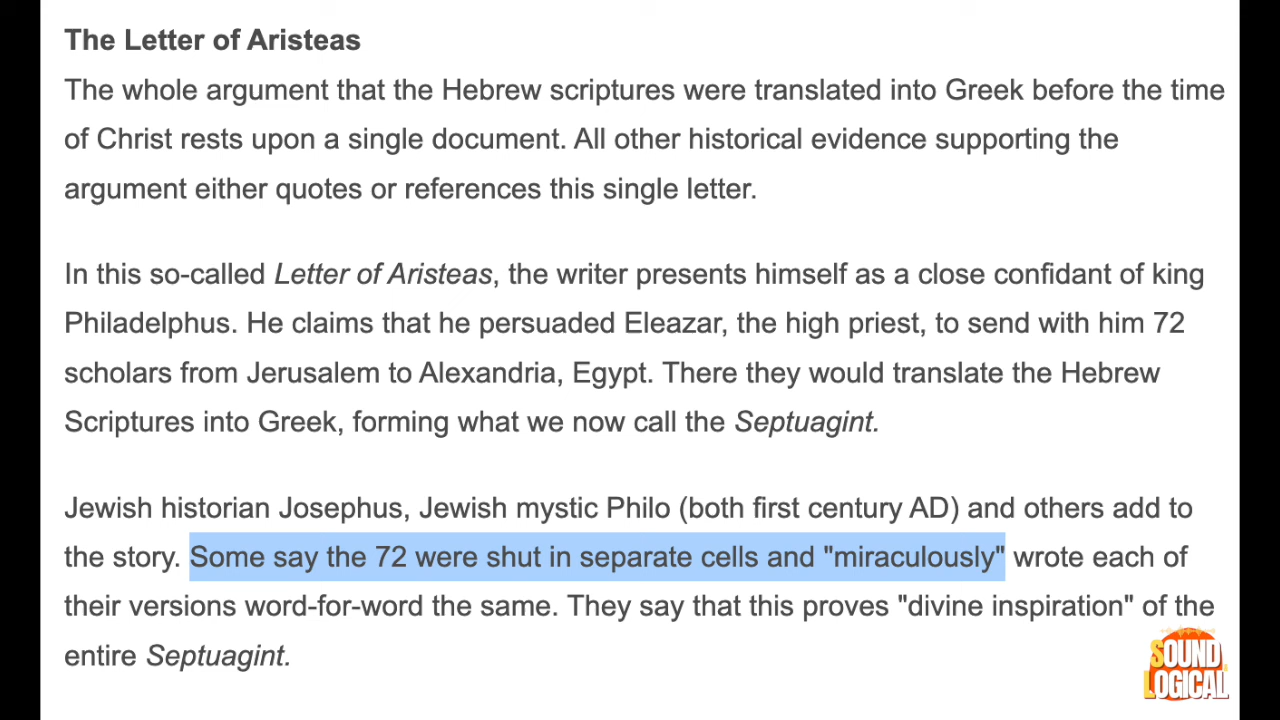 The Letter of Aristeas
The whole argument that the Hebrew scriptures were translated into Greek before the time
of Christ rests upon a single document. All other historical evidence supporting the
argument either quotes or references this single letter.
In this so-called Letter of Aristeas, the writer presents himself as a close confidant of king
Philadelphus. He claims that he persuaded Eleazar, the high priest, to send with him 72
scholars from Jerusalem to Alexandria, Egypt. There they would translate the Hebrew
Scriptures into Greek, forming what we now call the Septuagint.
Jewish historian Josephus, Jewish mystic Philo (both first century AD) and others add to
the story. Some say the 72 were shut in separate cells and "miraculously" wrote each of
their versions word-for-word the same. They say that this proves "divine inspiration" of the
entire Septuagint.
SOUND
LOGICAL